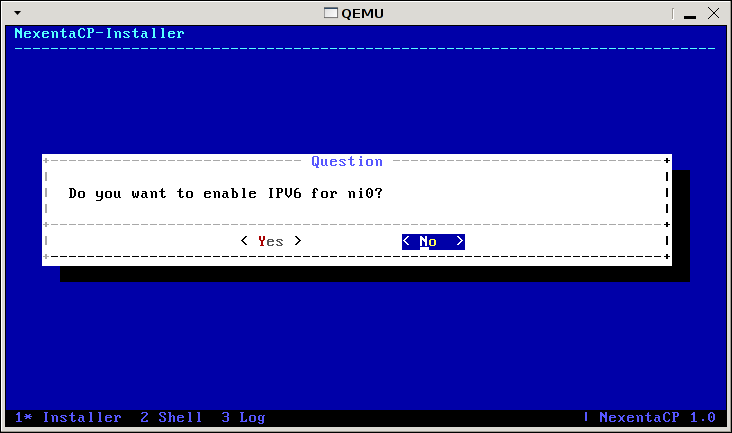 QEMU
NexentaCP-Installer
Question
Do you want to enable IPV6 for ni0?
< Yes > < No >
1* Installer 2 Shell 3 Log | NexentaCP 1.0